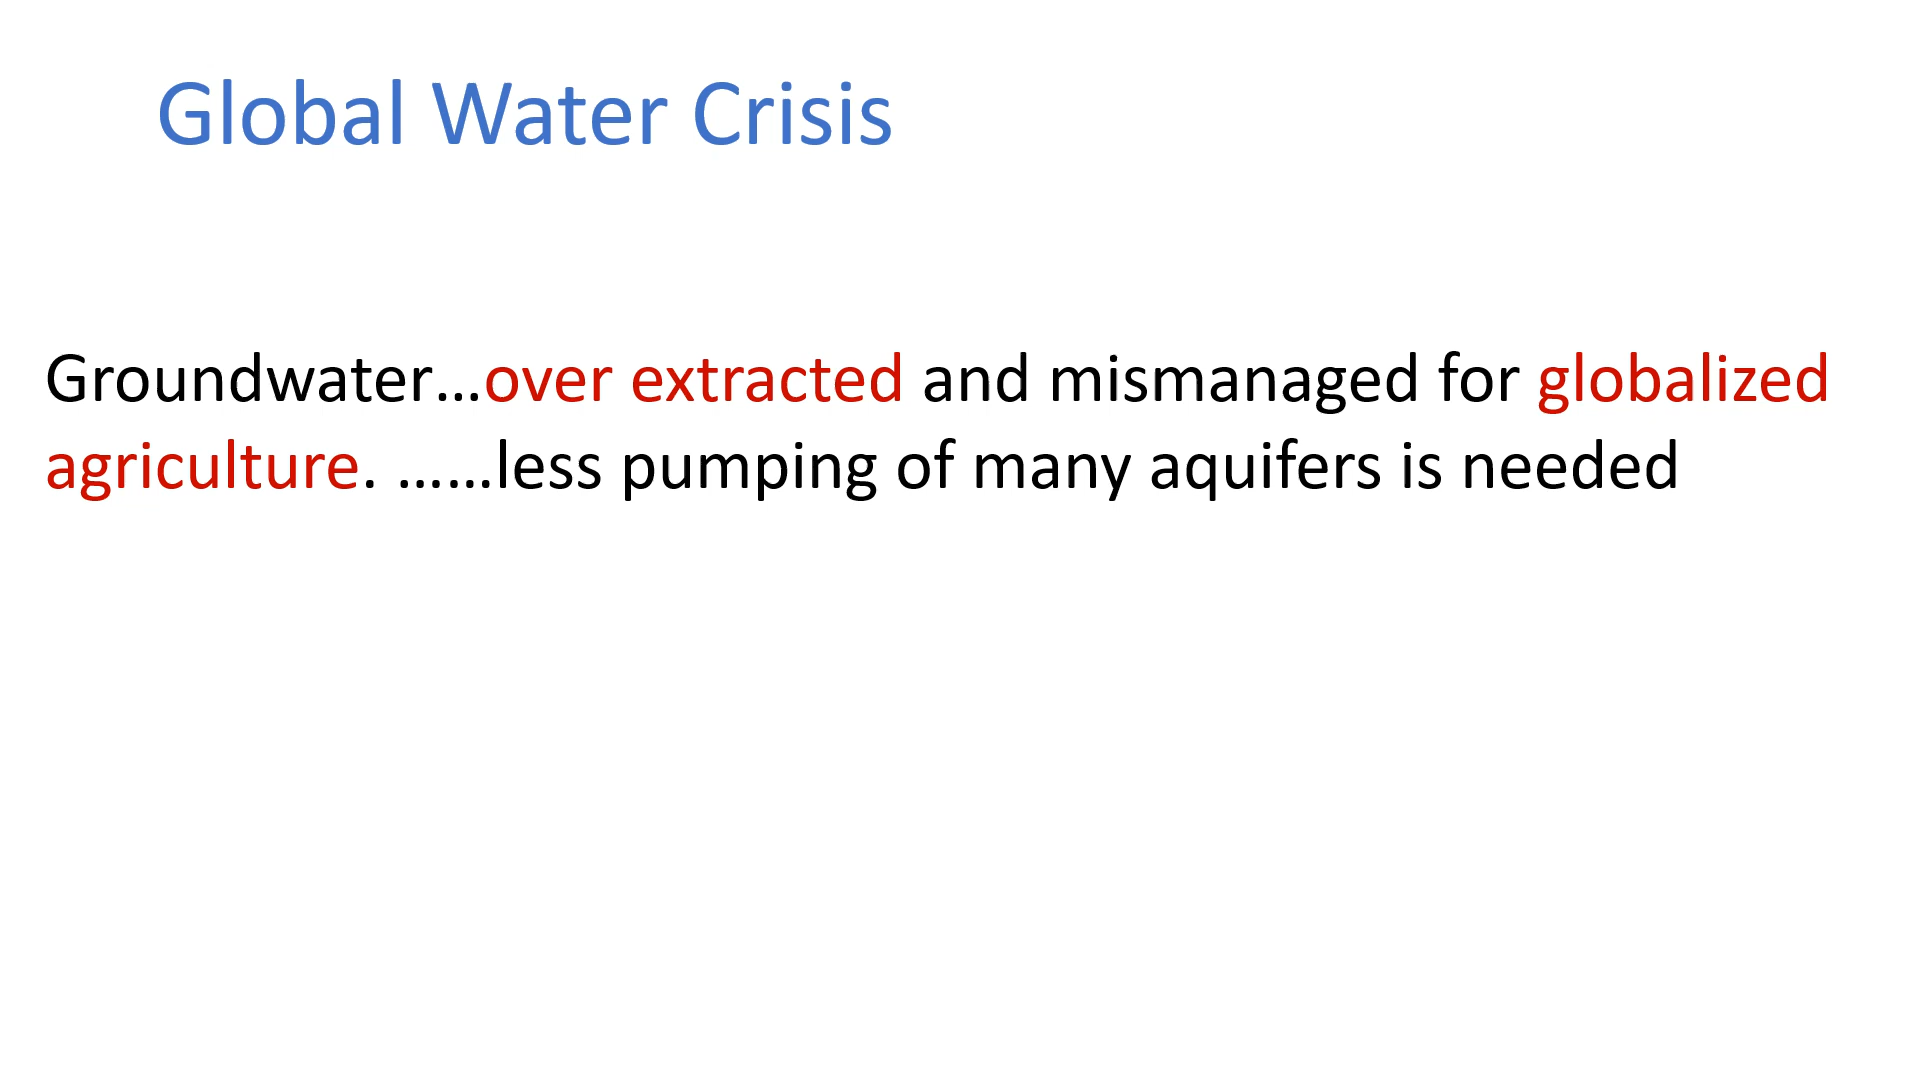 Global Water Crisis
Groundwater...over extracted and mismanaged for globalized
agriculture. ......less pumping of many aquifers is needed